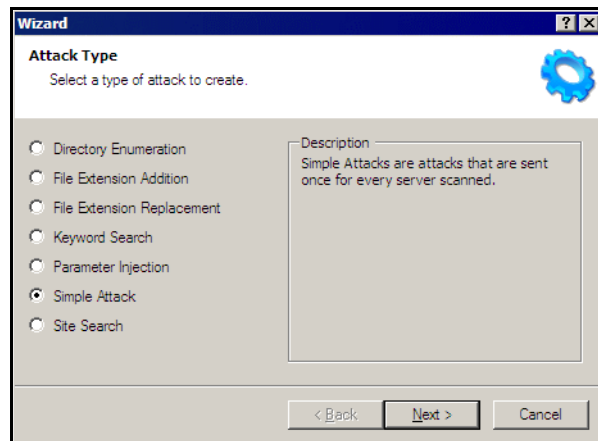 Wizard
Attack Type
Select a type of attack to create.
Directory Enumeration
File Extension Addition
File Extension Replacement
Keyword Search
Parameter Injection
Simple Attack
Site Search
Description
Simple Attacks are attacks that are sent
once for every server scanned.
< Back
Next >
Cancel